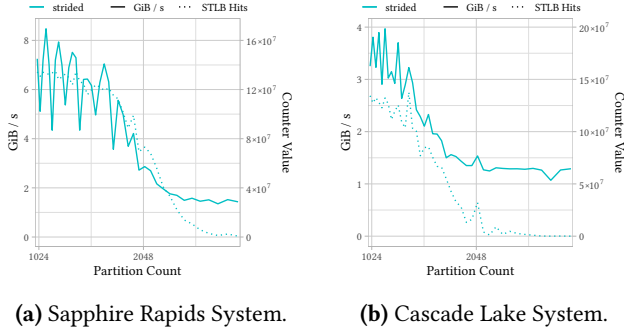 strided GiB / s STLB Hits
8
6
4
2
0
GiB / s
16×10⁷
12×10⁷
8×10⁷
4×10⁷
0
Counter Value
1024 2048
Partition Count
(a) Sapphire Rapids System.
strided GiB / s STLB Hits
4
3
2
1
0
GiB / s
20×10⁷
15×10⁷
10×10⁷
5×10⁷
0
Counter Value
1024 2048
Partition Count
(b) Cascade Lake System.